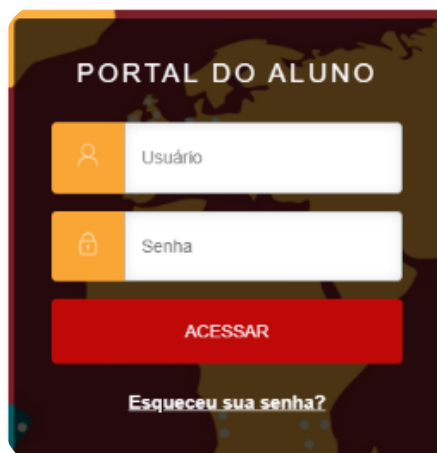 PORTAL DO ALUNO
Usuário
Senha
ACESSAR
Esqueceu sua senha?